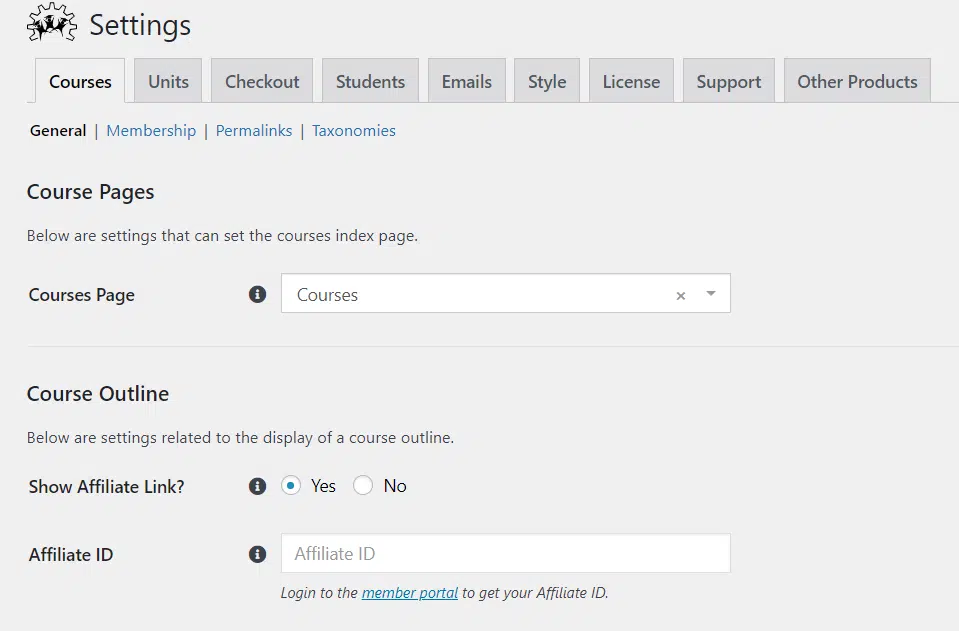 Settings
Courses Units Checkout Students Emails Style License Support Other Products
General | Membership | Permalinks | Taxonomies
Course Pages
Below are settings that can set the courses index page.
Courses Page Courses ×
Course Outline
Below are settings related to the display of a course outline.
Show Affiliate Link? Yes No
Affiliate ID Affiliate ID
Login to the member portal to get your Affiliate ID.